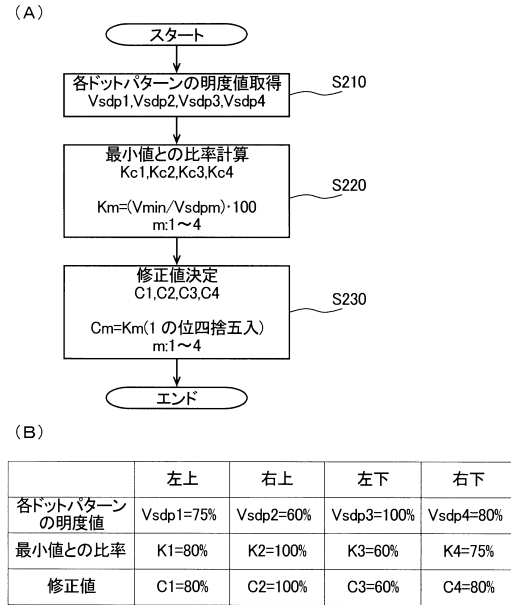 (A)
スタート
各ドットパターンの明度値取得
Vsdp1,Vsdp2,Vsdp3,Vsdp4
S210
最小値との比率計算
Kc1,Kc2,Kc3,Kc4
Km=(Vmin/Vsdpm)・100
m:1～4
S220
修正値決定
C1,C2,C3,C4
Cm=Km(1の位四捨五入)
m:1～4
S230
エンド
(B)
左上 右上 左下 右下
各ドットパターン
の明度値 Vsdp1=75% Vsdp2=60% Vsdp3=100% Vsdp4=80%
最小値との比率 K1=80% K2=100% K3=60% K4=75%
修正値 C1=80% C2=100% C3=60% C4=80%